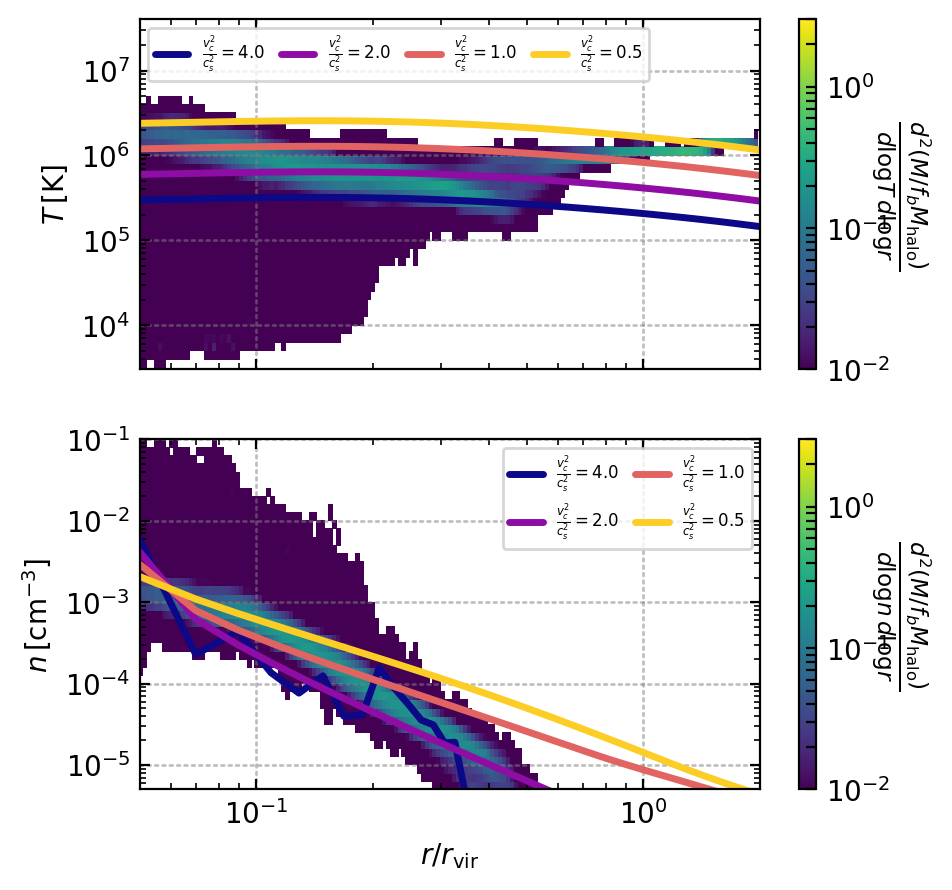 v_c^2/c_s^2 = 4.0 v_c^2/c_s^2 = 2.0 v_c^2/c_s^2 = 1.0 v_c^2/c_s^2 = 0.5
10^7
10^6
10^5
10^4
T [K]
10^0
10^−1
10^−2
d^2(M/f_b M_halo)
dlogT dlogr
v_c^2/c_s^2 = 4.0 v_c^2/c_s^2 = 1.0
v_c^2/c_s^2 = 2.0 v_c^2/c_s^2 = 0.5
10^−1
10^−2
10^−3
10^−4
10^−5
n [cm^−3]
10^−1 10^0
r/r_vir
10^0
10^−1
10^−2
d^2(M/f_b M_halo)
dlogn dlogr